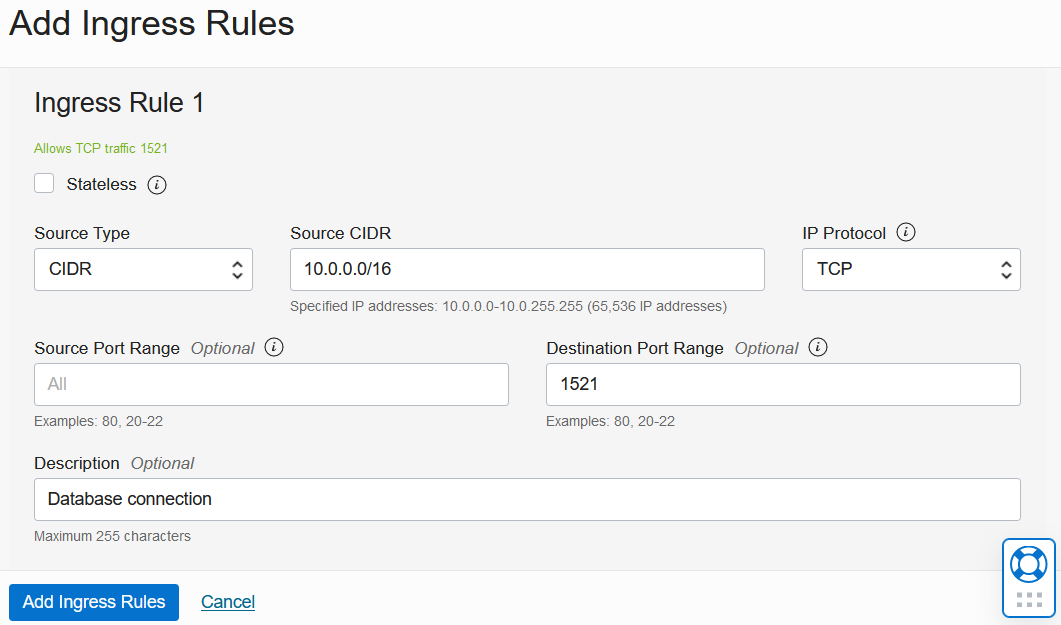 Add Ingress Rules
Ingress Rule 1
Allows TCP traffic 1521
Stateless
Source Type
Source CIDR
IP Protocol
CIDR
10.0.0.0/16
TCP
Specified IP addresses: 10.0.0.0-10.0.255.255 (65,536 IP addresses)
Source Port Range Optional
Destination Port Range Optional
All
1521
Examples: 80, 20-22
Examples: 80, 20-22
Description Optional
Database connection
Maximum 255 characters
Add Ingress Rules
Cancel